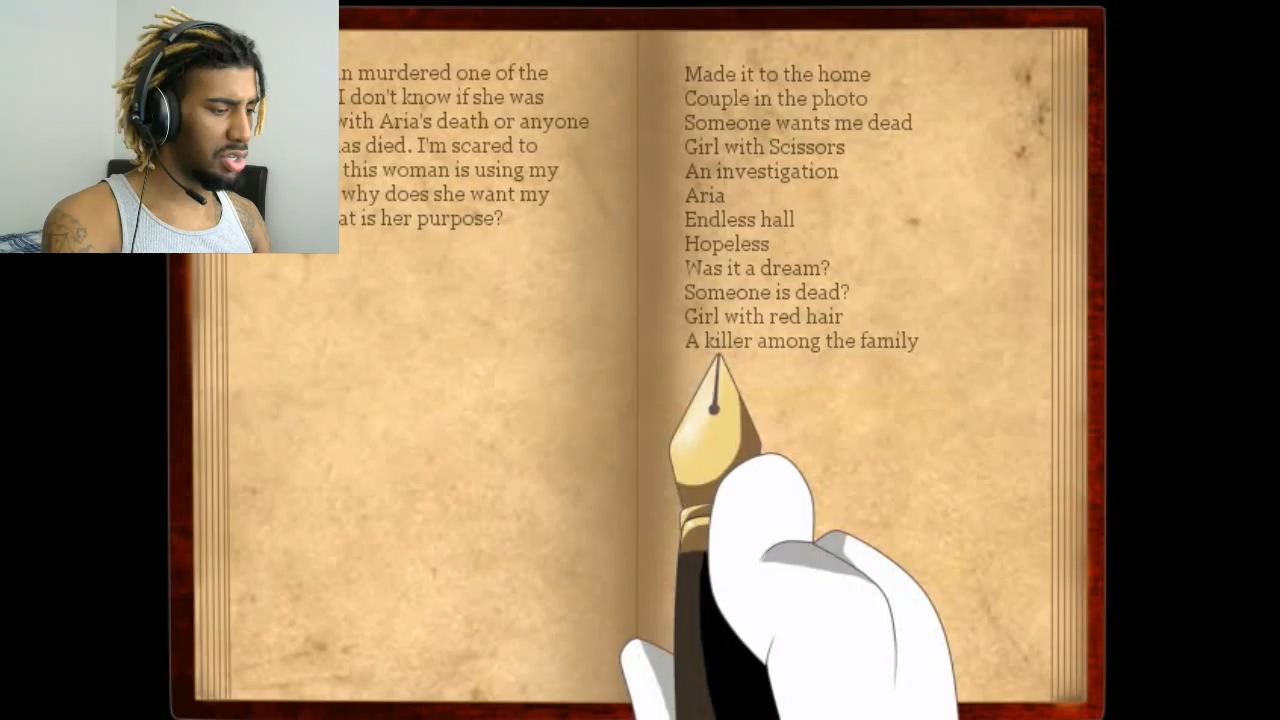 n murdered one of the
I don't know if she was
with Aria's death or anyone
as died. I'm scared to
this woman is using my
why does she want my
at is her purpose?
Made it to the home
Couple in the photo
Someone wants me dead
Girl with Scissors
An investigation
Aria
Endless hall
Hopeless
Was it a dream?
Someone is dead?
Girl with red hair
A killer among the family